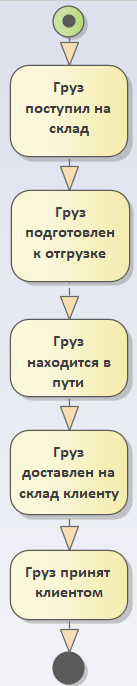 Груз
поступил на
склад
Груз
подготовлен
к отгрузке
Груз
находится в
пути
Груз
доставлен на
склад клиенту
Груз принят
клиентом